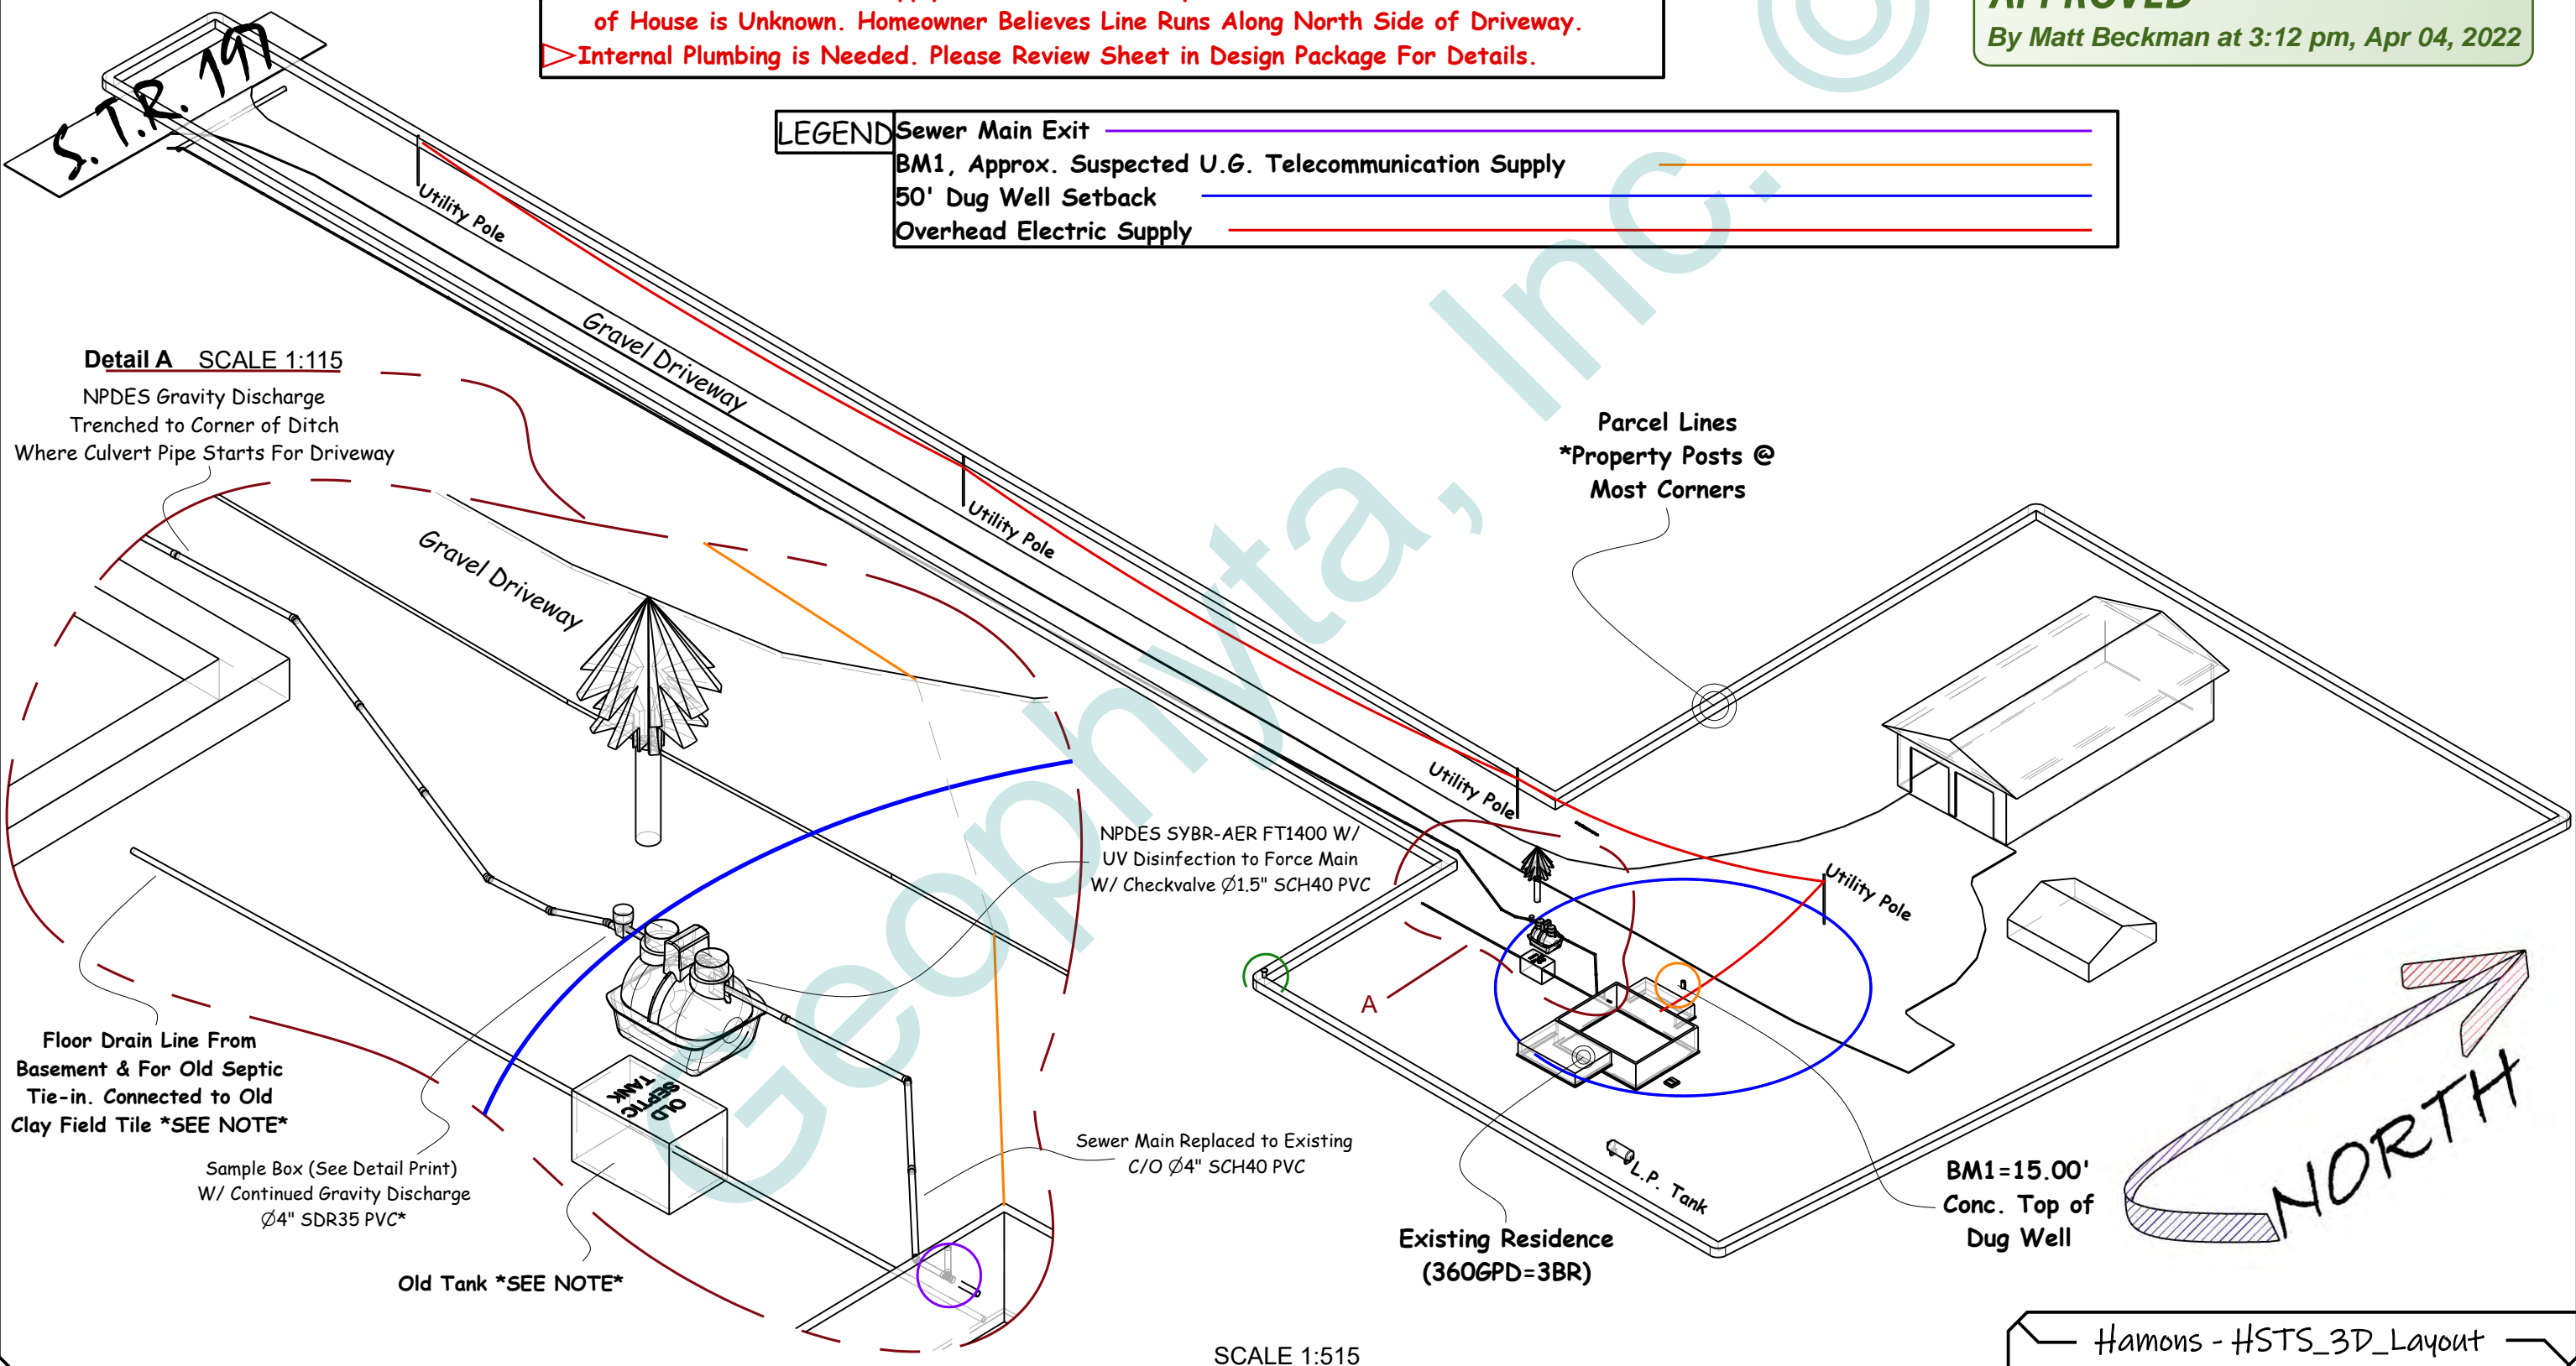 of House is Unknown. Homeowner Believes Line Runs Along North Side of Driveway.
Internal Plumbing is Needed. Please Review Sheet in Design Package For Details.
APPROVED
By Matt Beckman at 3:12 pm, Apr 04, 2022
S.T.R. 197
LEGEND
Sewer Main Exit
BM1, Approx. Suspected U.G. Telecommunication Supply
50' Dug Well Setback
Overhead Electric Supply
Utility Pole
Gravel Driveway
Utility Pole
Detail A SCALE 1:115
NPDES Gravity Discharge
Trenched to Corner of Ditch
Where Culvert Pipe Starts For Driveway
Gravel Driveway
Parcel Lines
*Property Posts @
Most Corners
Utility Pole
Utility Pole
NPDES SYBR-AER FT1400 W/
UV Disinfection to Force Main
W/ Checkvalve Ø1.5" SCH40 PVC
A
Floor Drain Line From
Basement & For Old Septic
Tie-in. Connected to Old
Clay Field Tile *SEE NOTE*
OLD
SEPTIC
TANK
Sample Box (See Detail Print)
W/ Continued Gravity Discharge
Ø4" SDR35 PVC*
Old Tank *SEE NOTE*
Sewer Main Replaced to Existing
C/O Ø4" SCH40 PVC
L.P. Tank
Existing Residence
(360GPD=3BR)
BM1=15.00'
Conc. Top of
Dug Well
NORTH
SCALE 1:515
Hamons - HSTS_3D_Layout
Geophyta, Inc. ©